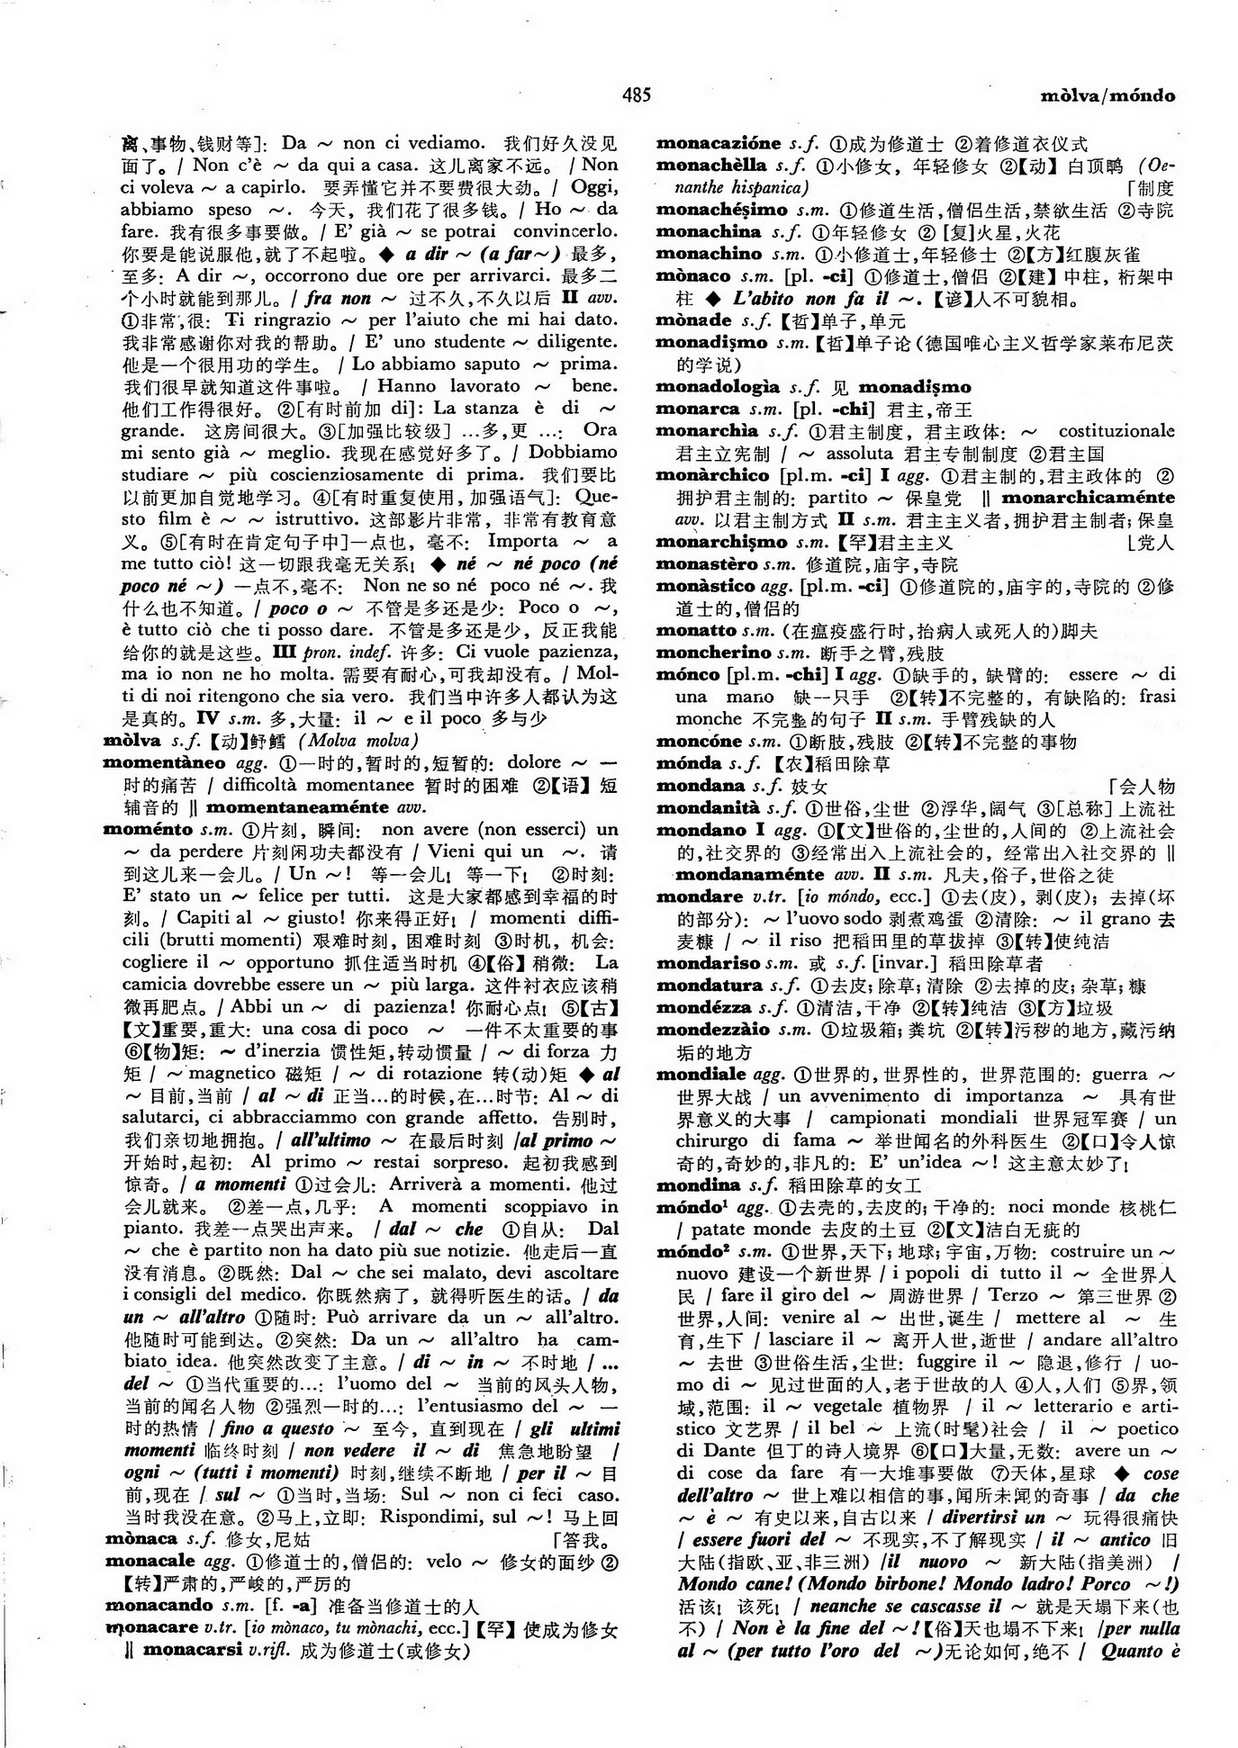 485
mòlva/móndo
离、事物、钱财等]: Da ～ non ci vediamo. 我们好久没见
面了。/ Non c'è ～ da qui a casa. 这儿离家不远。 / Non
ci voleva ～ a capirlo. 要弄懂它并不要费很大劲。/ Oggi,
abbiamo speso ～. 今天, 我们花了很多钱。/ Ho ～ da
fare. 我有很多事要做。/ E' già ～ se potrai convincerlo.
你要是能说服他,就了不起啦。◆ a dir ～ (a far～) 最多,
至多: A dir ～, occorrono due ore per arrivarci. 最多二
个小时就能到那儿。/ fra non ～ 过不久,不久以后 II avv.
①非常,很: Ti ringrazio ～ per l'aiuto che mi hai dato.
我非常感谢你对我的帮助。/ E' uno studente ～ diligente.
他是一个很用功的学生。 / Lo abbiamo saputo ～ prima.
我们很早就知道这件事啦。 / Hanno lavorato ～ bene.
他们工作得很好。 ②[有时前加 di]: La stanza è di ～
grande. 这房间很大。③[加强比较级] …多,更 …: Ora
mi sento già ～ meglio. 我现在感觉好多了。/ Dobbiamo
studiare ～ più coscienziosamente di prima. 我们要比
以前更加自觉地学习。④[有时重复使用, 加强语气]: Que-
sto film è ～ ～ istruttivo. 这部影片非常, 非常有教育意
义。⑤[有时在肯定句子中]一点也, 毫不: Importa ～ a
me tutto ciò! 这一切跟我毫无关系! ◆ né ～ né poco (né
poco né ～) 一点不,毫不: Non ne so né poco né ～. 我
什么也不知道。/ poco o ～ 不管是多还是少: Poco o ～,
è tutto ciò che ti posso dare. 不管是多还是少, 反正我能
给你的就是这些。III pron. indef. 许多: Ci vuole pazienza,
ma io non ne ho molta. 需要有耐心,可我却没有。/ Mol-
ti di noi ritengono che sia vero. 我们当中许多人都认为这
是真的。IV s.m. 多,大量: il ～ e il poco 多与少
mòlva s.f.【动】魣鳕 (Molva molva)
momentàneo agg. ①一时的,暂时的,短暂的: dolore ～ 一
时的痛苦 / difficoltà momentanee 暂时的困难 ②【语】短
辅音的 ‖ momentaneaménte avv.
moménto s.m. ①片刻, 瞬间: non avere (non esserci) un
～ da perdere 片刻闲功夫都没有 / Vieni qui un ～. 请
到这儿来一会儿。/ Un ～! 等一会儿! 等一下! ②时刻:
E' stato un ～ felice per tutti. 这是大家都感到幸福的时
刻。/ Capiti al ～ giusto! 你来得正好! / momenti diffi-
cili (brutti momenti) 艰难时刻, 困难时刻 ③时机, 机会:
cogliere il ～ opportuno 抓住适当时机 ④【俗】稍微: La
camicia dovrebbe essere un ～ più larga. 这件衬衣应该稍
微再肥点。/ Abbi un ～ di pazienza! 你耐心点! ⑤【古】
【文】重要,重大: una cosa di poco ～ 一件不太重要的事
⑥【物】矩: ～ d'inerzia 惯性矩,转动惯量 / ～ di forza 力
矩 / ～ magnetico 磁矩 / ～ di rotazione 转(动)矩 ◆ al
～ 目前,当前 / al ～ di 正当…的时候,在…时节: Al ～ di
salutarci, ci abbracciammo con grande affetto. 告别时,
我们亲切地拥抱。/ all'ultimo ～ 在最后时刻 /al primo ～
开始时,起初: Al primo ～ restai sorpreso. 起初我感到
惊奇。/ a momenti ①过会儿: Arriverà a momenti. 他过
会儿就来。 ②差一点,几乎: A momenti scoppiavo in
pianto. 我差一点哭出声来。 / dal ～ che ①自从: Dal
～ che è partito non ha dato più sue notizie. 他走后一直
没有消息。②既然: Dal ～ che sei malato, devi ascoltare
i consigli del medico. 你既然病了, 就得听医生的话。/ da
un ～ all'altro ①随时: Può arrivare da un ～ all'altro.
他随时可能到达。②突然: Da un ～ all'altro ha cam-
biato idea. 他突然改变了主意。/ di ～ in ～ 不时地 / …
del ～ ①当代重要的…: l'uomo del ～ 当前的风头人物,
当前的闻名人物 ②强烈一时的…: l'entusiasmo del ～ 一
时的热情 / fino a questo ～ 至今, 直到现在 / gli ultimi
momenti 临终时刻 / non vedere il ～ di 焦急地盼望 /
ogni ～ (tutti i momenti) 时刻,继续不断地 / per il ～ 目
前,现在 / sul ～ ①当时,当场: Sul ～ non ci feci caso.
当时我没在意。②马上,立即: Rispondimi, sul ～! 马上回
mònaca s.f. 修女,尼姑 「答我。
monacale agg. ①修道士的,僧侣的: velo ～ 修女的面纱 ②
【转】严肃的,严峻的,严厉的
monacando s.m. [f. -a] 准备当修道士的人
monacare v.tr. [io mònaco, tu mònachi, ecc.]【罕】使成为修女
‖ monacarsi v.rifl. 成为修道士(或修女)
monacazióne s.f. ①成为修道士 ②着修道衣仪式
monachèlla s.f. ①小修女, 年轻修女 ②【动】白顶䳭 (Oe-
nanthe hispanica) 「制度
monachéṣimo s.m. ①修道生活,僧侣生活,禁欲生活 ②寺院
monachina s.f. ①年轻修女 ② [复]火星,火花
monachino s.m. ①小修道士,年轻修士 ②【方】红腹灰雀
mònaco s.m. [pl. -ci] ①修道士,僧侣 ②【建】中柱, 桁架中
柱 ◆ L'abito non fa il ～.【谚】人不可貌相。
mònade s.f.【哲】单子,单元
monadiṣmo s.m.【哲】单子论(德国唯心主义哲学家莱布尼茨
的学说)
monadologìa s.f. 见 monadiṣmo
monarca s.m. [pl. -chi] 君主,帝王
monarchìa s.f. ①君主制度, 君主政体: ～ costituzionale
君主立宪制 / ～ assoluta 君主专制制度 ②君主国
monàrchico [pl.m. -ci] I agg. ①君主制的,君主政体的 ②
拥护君主制的: partito ～ 保皇党 ‖ monarchicaménte
avv. 以君主制方式 II s.m. 君主主义者,拥护君主制者; 保皇
monarchiṣmo s.m.【罕】君主主义 ⌊党人
monastèro s.m. 修道院,庙宇,寺院
monàstico agg. [pl.m. -ci] ①修道院的,庙宇的,寺院的 ②修
道士的,僧侣的
monatto s.m. (在瘟疫盛行时,抬病人或死人的)脚夫
moncherino s.m. 断手之臂,残肢
mónco [pl.m. -chi] I agg. ①缺手的, 缺臂的: essere ～ di
una mano 缺一只手 ②【转】不完整的, 有缺陷的: frasi
monche 不完整的句子 II s.m. 手臂残缺的人
moncóne s.m. ①断肢,残肢 ②【转】不完整的事物
mónda s.f. 【农】稻田除草
mondana s.f. 妓女 「会人物
mondanità s.f. ①世俗,尘世 ②浮华,阔气 ③[总称] 上流社
mondano I agg. ①【文】世俗的,尘世的,人间的 ②上流社会
的,社交界的 ③经常出入上流社会的, 经常出入社交界的 ‖
mondanaménte avv. II s.m. 凡夫,俗子,世俗之徒
mondare v.tr. [io móndo, ecc.] ①去(皮), 剥(皮); 去掉(坏
的部分): ～ l'uovo sodo 剥煮鸡蛋 ②清除: ～ il grano 去
麦糠 / ～ il riso 把稻田里的草拔掉 ③【转】使纯洁
mondariso s.m. 或 s.f. [invar.] 稻田除草者
mondatura s.f. ①去皮; 除草; 清除 ②去掉的皮; 杂草; 糠
mondézza s.f. ①清洁,干净 ②【转】纯洁 ③【方】垃圾
mondezzàio s.m. ①垃圾箱; 粪坑 ②【转】污秽的地方,藏污纳
垢的地方
mondiale agg. ①世界的, 世界性的, 世界范围的: guerra ～
世界大战 / un avvenimento di importanza ～ 具有世
界意义的大事 / campionati mondiali 世界冠军赛 / un
chirurgo di fama ～ 举世闻名的外科医生 ②【口】令人惊
奇的,奇妙的,非凡的: E' un'idea ～! 这主意太妙了!
mondina s.f. 稻田除草的女工
móndo¹ agg. ①去壳的,去皮的; 干净的: noci monde 核桃仁
/ patate monde 去皮的土豆 ②【文】洁白无疵的
móndo² s.m. ①世界,天下; 地球; 宇宙,万物: costruire un ～
nuovo 建设一个新世界 / i popoli di tutto il ～ 全世界人
民 / fare il giro del ～ 周游世界 / Terzo ～ 第三世界 ②
世界,人间: venire al ～ 出世,诞生 / mettere al ～ 生
育,生下 / lasciare il ～ 离开人世,逝世 / andare all'altro
～ 去世 ③世俗生活,尘世: fuggire il ～ 隐退,修行 / uo-
mo di ～ 见过世面的人,老于世故的人 ④人,人们 ⑤界,领
域,范围: il ～ vegetale 植物界 / il ～ letterario e arti-
stico 文艺界 / il bel ～ 上流(时髦)社会 / il ～ poetico
di Dante 但丁的诗人境界 ⑥【口】大量,无数: avere un ～
di cose da fare 有一大堆事要做 ⑦天体,星球 ◆ cose
dell'altro ～ 世上难以相信的事,闻所未闻的奇事 / da che
～ è ～ 有史以来,自古以来 / divertirsi un ～ 玩得很痛快
/ essere fuori del ～ 不现实,不了解现实 / il ～ antico 旧
大陆(指欧、亚、非三洲) /il nuovo ～ 新大陆(指美洲) /
Mondo cane! (Mondo birbone! Mondo ladro! Porco ～!)
活该! 该死! / neanche se cascasse il ～ 就是天塌下来(也
不) / Non è la fine del ～!【俗】天也塌不下来! /per nulla
al ～ (per tutto l'oro del ～)无论如何,绝不 / Quanto è